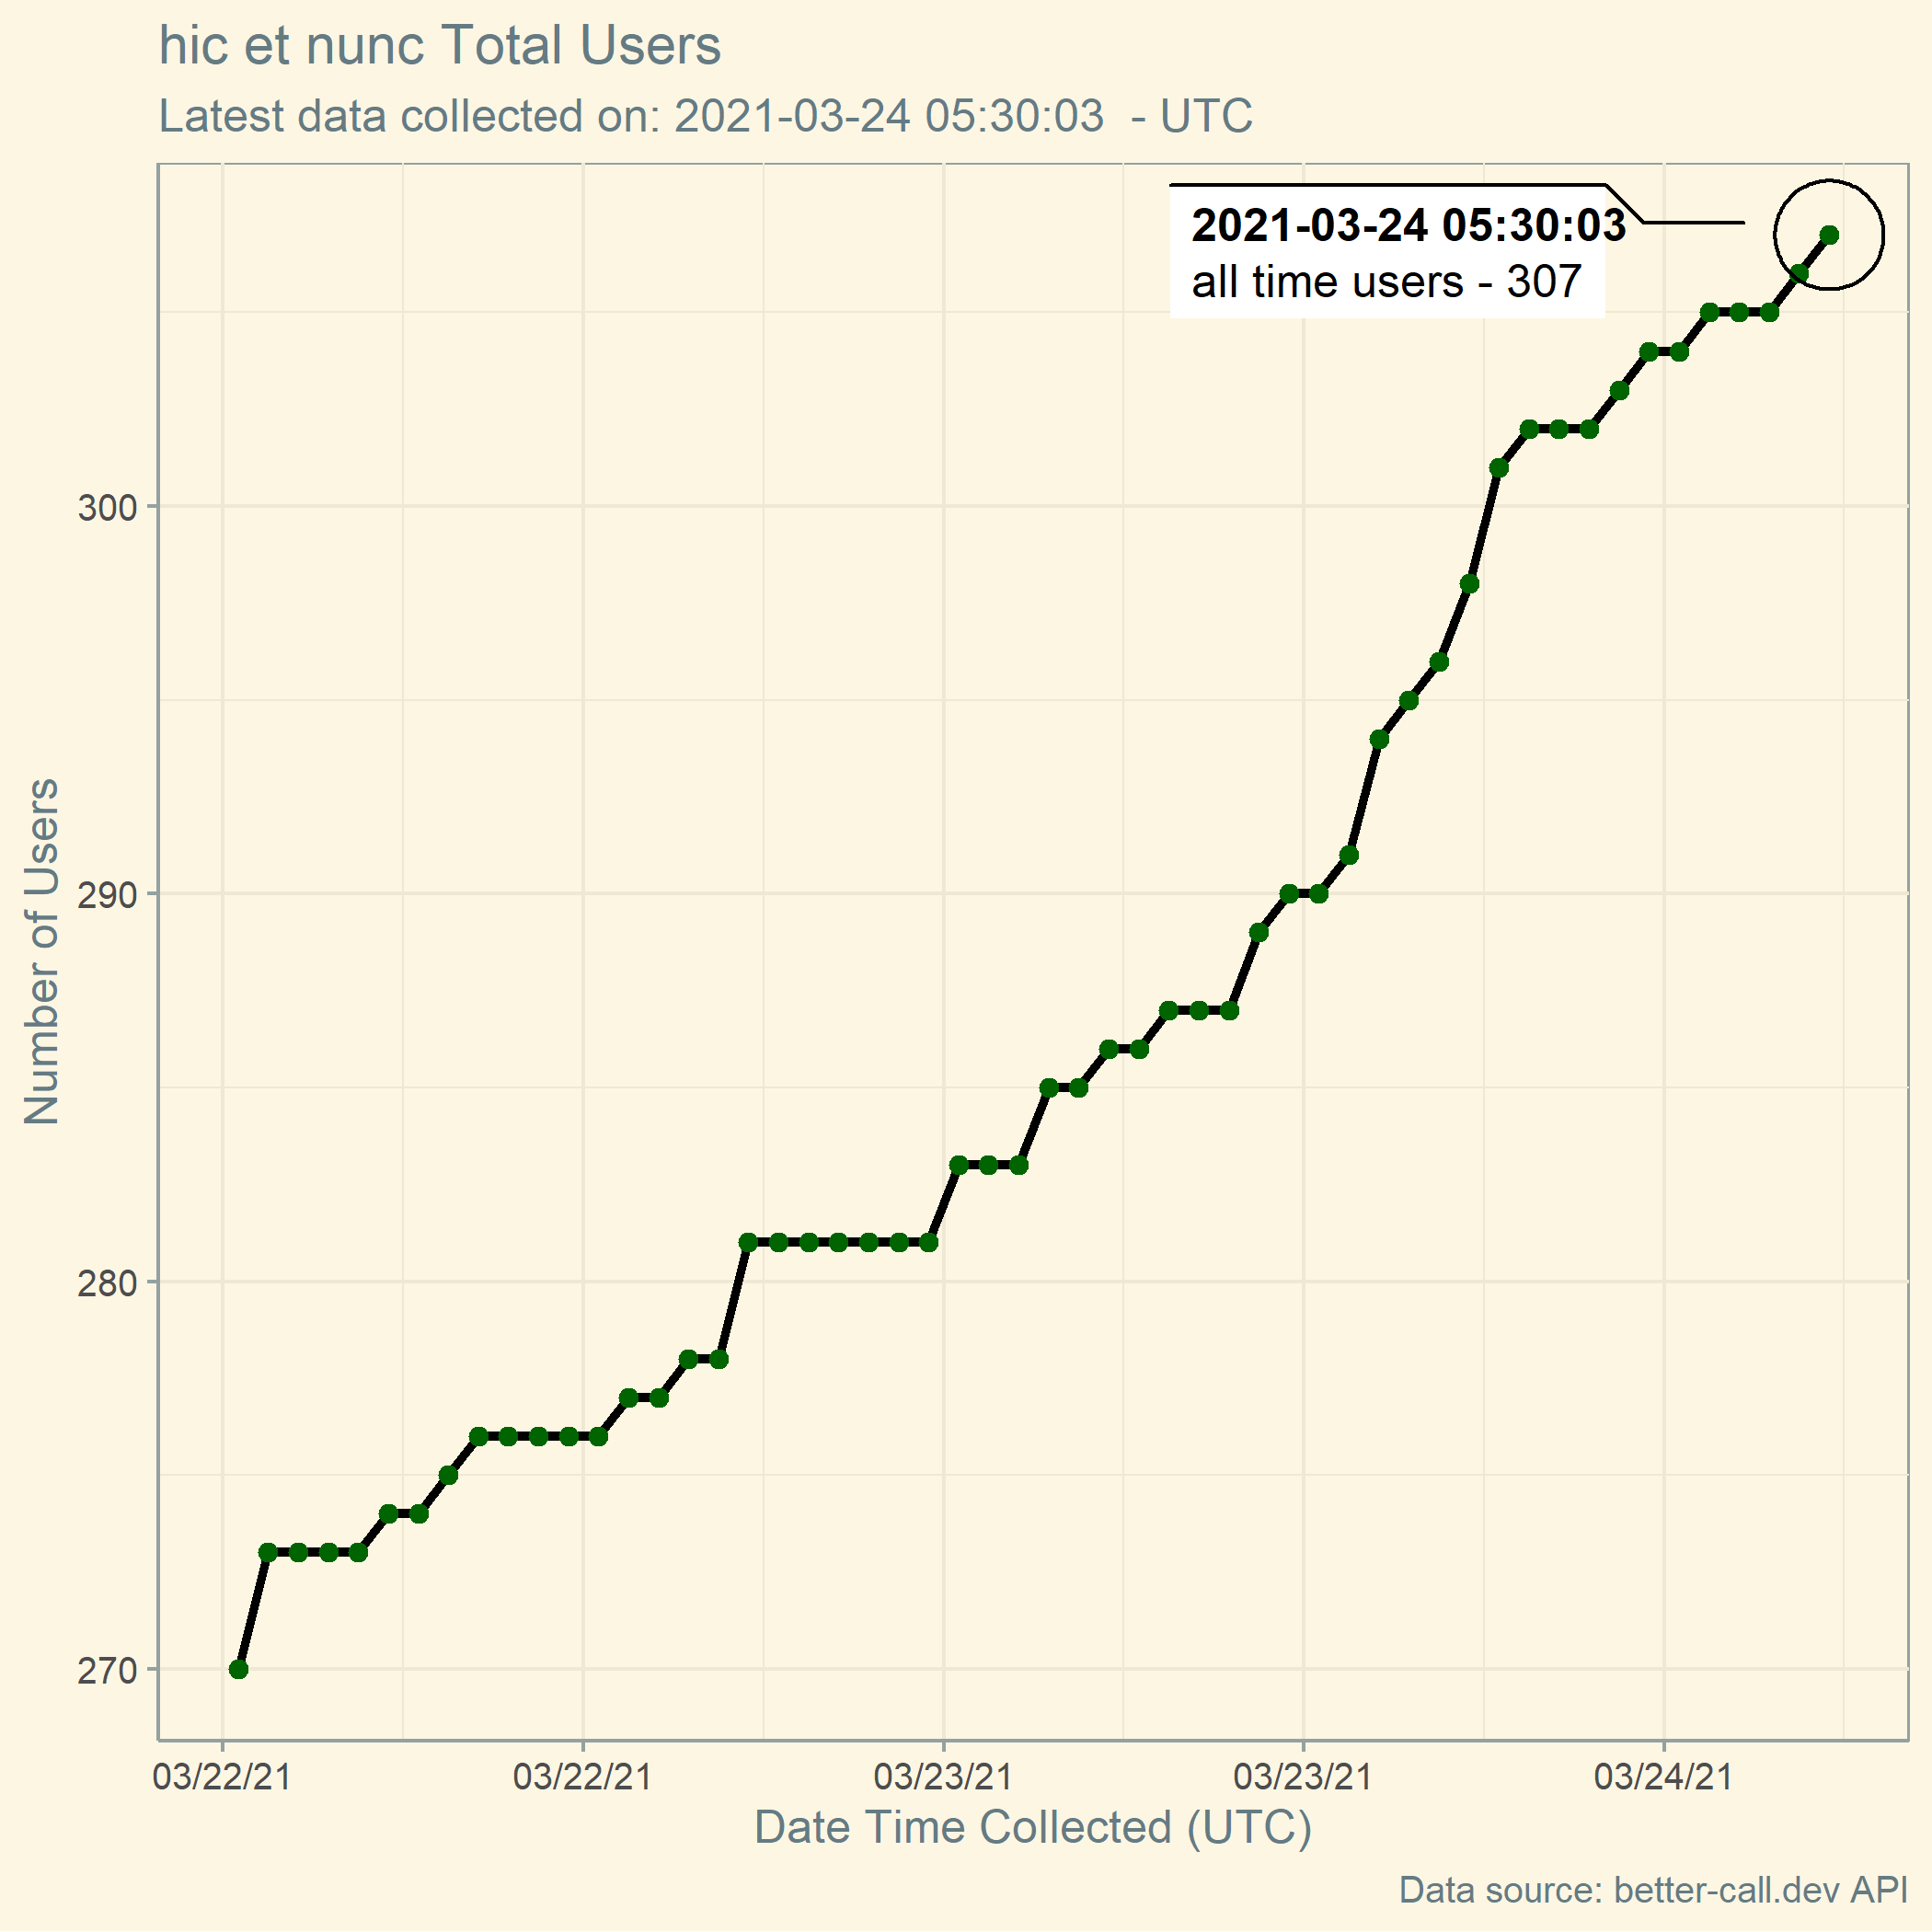 hic et nunc Total Users
Latest data collected on: 2021-03-24 05:30:03  - UTC
2021-03-24 05:30:03
all time users - 307
Number of Users
300
290
280
270
03/22/21 03/22/21 03/23/21 03/23/21 03/24/21
Date Time Collected (UTC)
Data source: better-call.dev API